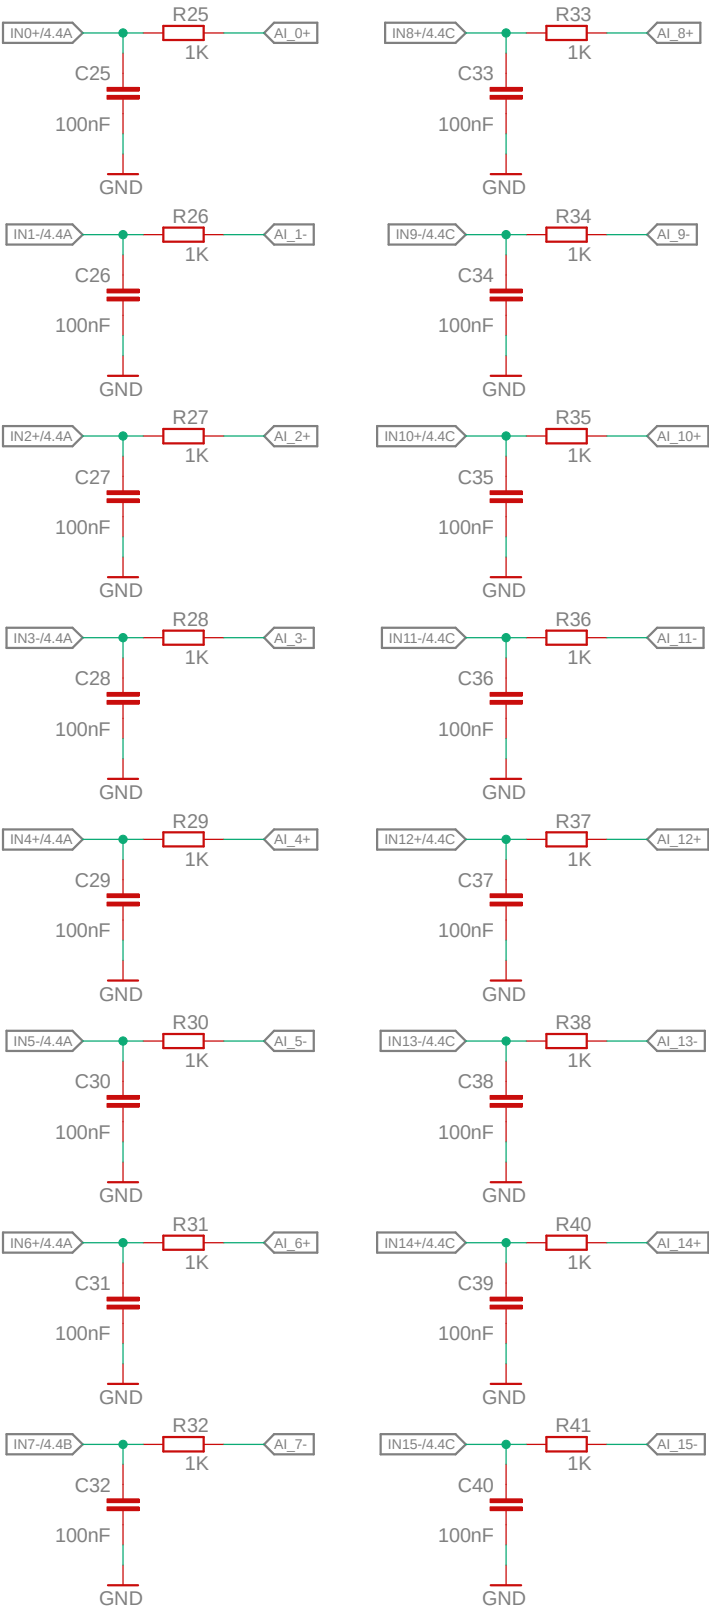 R25
IN0+/4.4A
AI_0+
1K
C25
100nF
GND
R33
IN8+/4.4C
AI_8+
1K
C33
100nF
GND
R26
IN1-/4.4A
AI_1-
1K
C26
100nF
GND
R34
IN9-/4.4C
AI_9-
1K
C34
100nF
GND
R27
IN2+/4.4A
AI_2+
1K
C27
100nF
GND
R35
IN10+/4.4C
AI_10+
1K
C35
100nF
GND
R28
IN3-/4.4A
AI_3-
1K
C28
100nF
GND
R36
IN11-/4.4C
AI_11-
1K
C36
100nF
GND
R29
IN4+/4.4A
AI_4+
1K
C29
100nF
GND
R37
IN12+/4.4C
AI_12+
1K
C37
100nF
GND
R30
IN5-/4.4A
AI_5-
1K
C30
100nF
GND
R38
IN13-/4.4C
AI_13-
1K
C38
100nF
GND
R31
IN6+/4.4A
AI_6+
1K
C31
100nF
GND
R40
IN14+/4.4C
AI_14+
1K
C39
100nF
GND
R32
IN7-/4.4B
AI_7-
1K
C32
100nF
GND
R41
IN15-/4.4C
AI_15-
1K
C40
100nF
GND